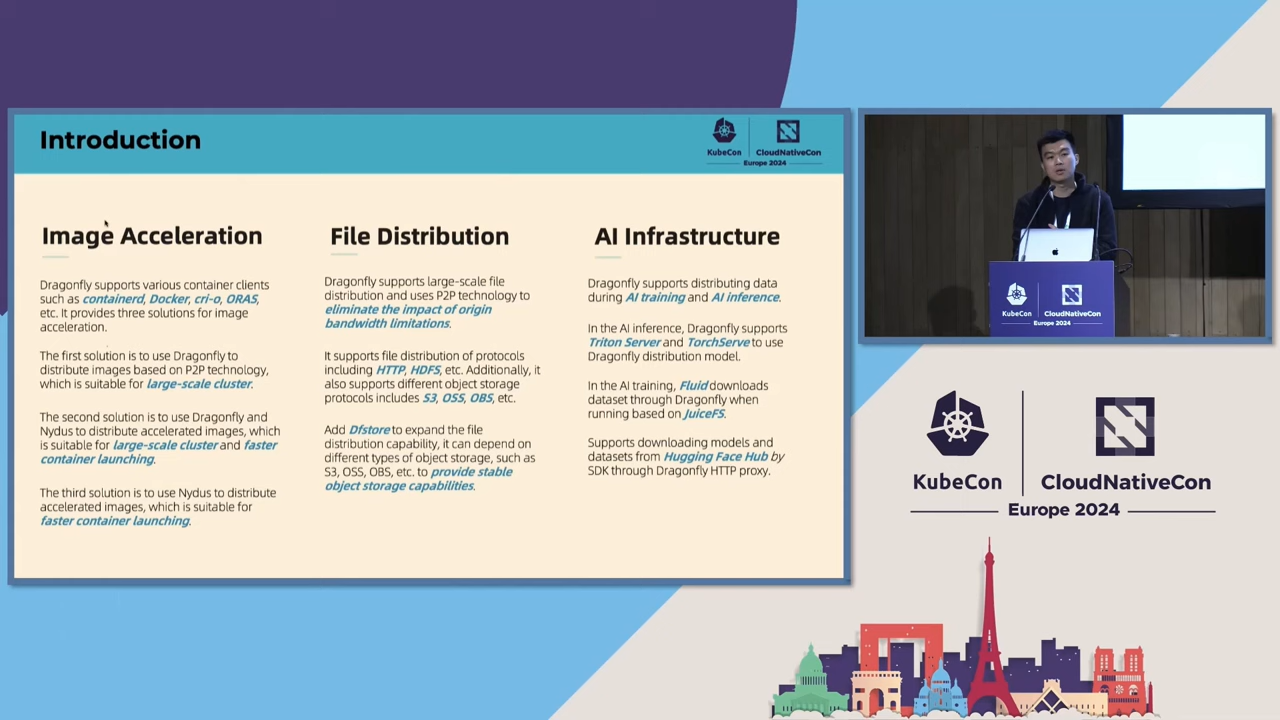 Introduction
KubeCon
CloudNativeCon
Europe 2024
Image Acceleration
Dragonfly supports various container clients
such as containerd, Docker, cri-o, ORAS,
etc. It provides three solutions for image
acceleration.
The first solution is to use Dragonfly to
distribute images based on P2P technology,
which is suitable for large-scale cluster.
The second solution is to use Dragonfly and
Nydus to distribute accelerated images, which
is suitable for large-scale cluster and faster
container launching.
The third solution is to use Nydus to distribute
accelerated images, which is suitable for
faster container launching.
File Distribution
Dragonfly supports large-scale file
distribution and uses P2P technology to
eliminate the impact of origin
bandwidth limitations.
It supports file distribution of protocols
including HTTP, HDFS, etc. Additionally, it
also supports different object storage
protocols includes S3, OSS, OBS, etc.
Add Dfstore to expand the file
distribution capability, it can depend on
different types of object storage, such as
S3, OSS, OBS, etc. to provide stable
object storage capabilities.
AI Infrastructure
Dragonfly supports distributing data
during AI training and AI inference.
In the AI inference, Dragonfly supports
Triton Server and TorchServe to use
Dragonfly distribution model.
In the AI training, Fluid downloads
dataset through Dragonfly when
running based on JuiceFS.
Supports downloading models and
datasets from Hugging Face Hub by
SDK through Dragonfly HTTP proxy.
KubeCon
CloudNativeCon
Europe 2024
KubeCon
CloudNativeCon
Europe 2024